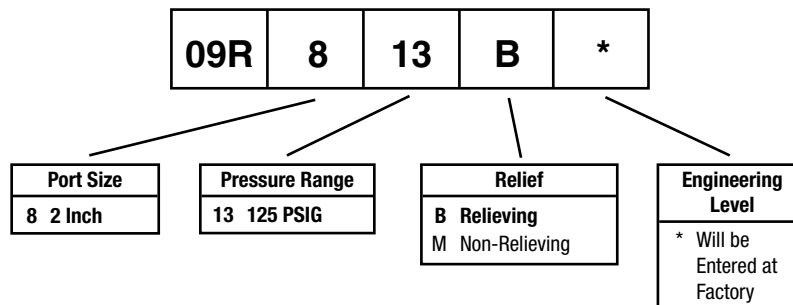 09R 8 13 B *
Port Size
8 2 Inch
Pressure Range
13 125 PSIG
Relief
B Relieving
M Non-Relieving
Engineering
Level
* Will be
Entered at
Factory